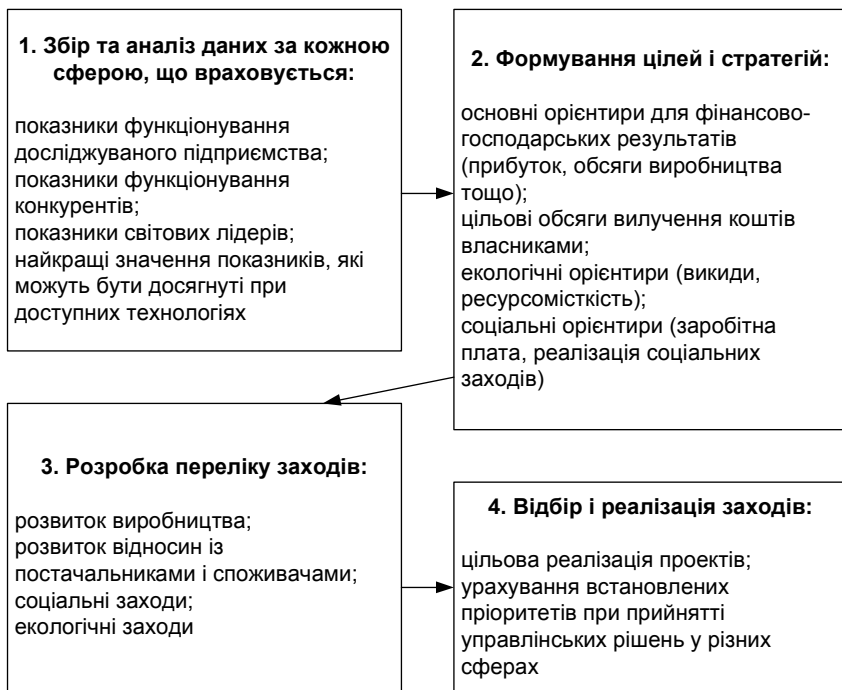 1. Збір та аналіз даних за кожною
сферою, що враховується:
показники функціонування
досліджуваного підприємства;
показники функціонування
конкурентів;
показники світових лідерів;
найкращі значення показників, які
можуть бути досягнуті при
доступних технологіях
2. Формування цілей і стратегій:
основні орієнтири для фінансово-
господарських результатів
(прибуток, обсяги виробництва
тощо);
цільові обсяги вилучення коштів
власниками;
екологічні орієнтири (викиди,
ресурсомісткість);
соціальні орієнтири (заробітна
плата, реалізація соціальних
заходів)
3. Розробка переліку заходів:
розвиток виробництва;
розвиток відносин із
постачальниками і споживачами;
соціальні заходи;
екологічні заходи
4. Відбір і реалізація заходів:
цільова реалізація проектів;
урахування встановлених
пріоритетів при прийнятті
управлінських рішень у різних
сферах